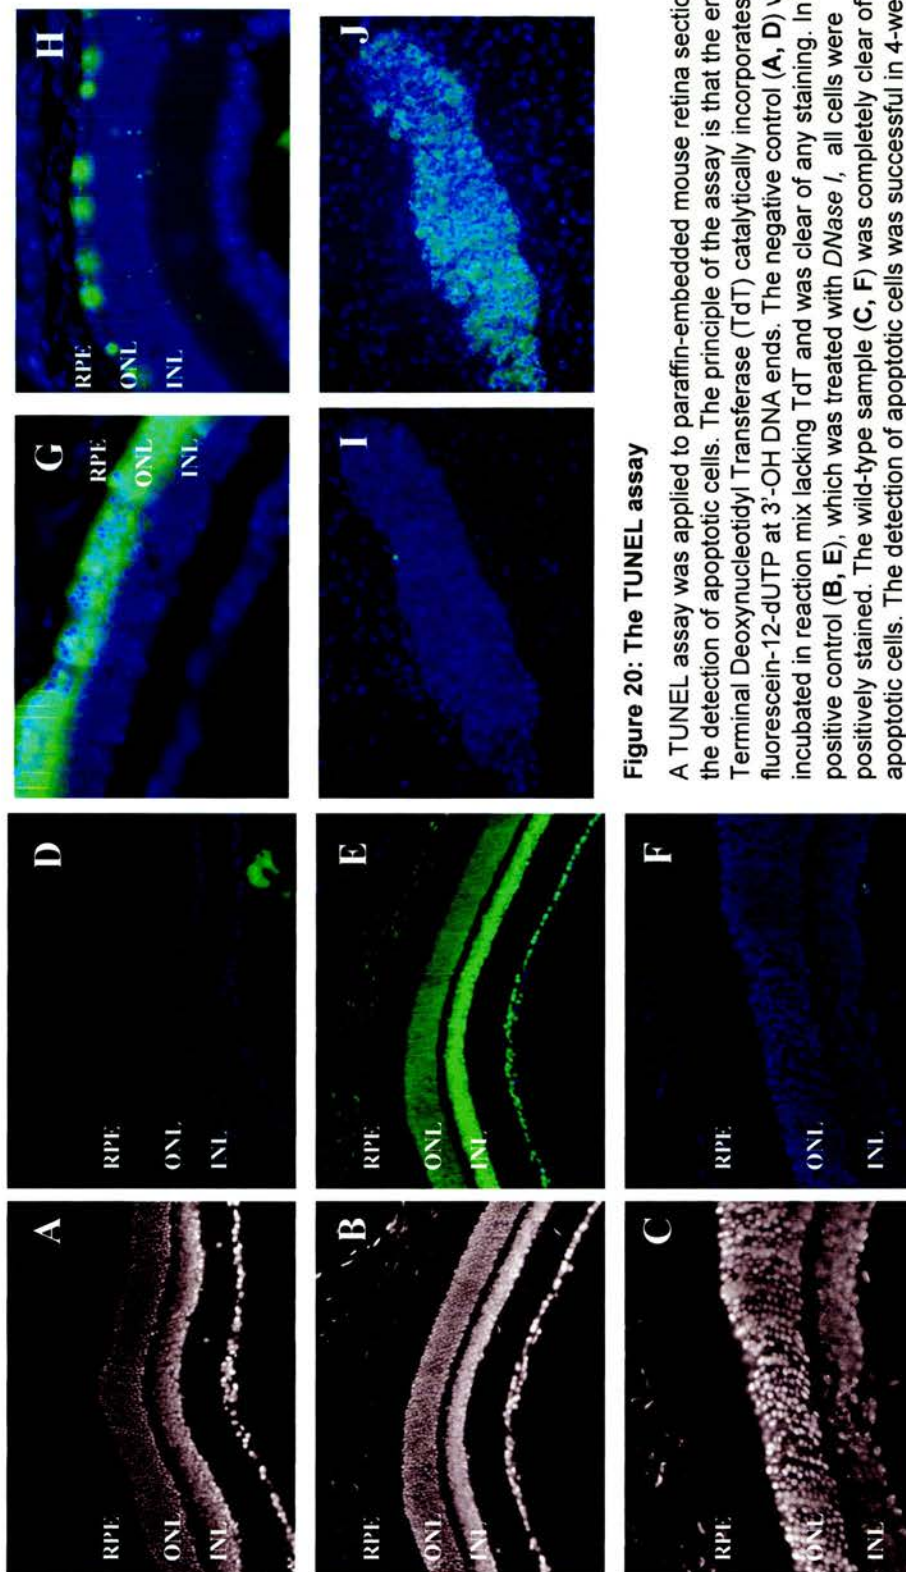 A
RPE
ONL
INL
D
RPE
ONL
INL
G
RPE
ONL
INL
H
RPE
ONL
INL
B
RPE
ONL
INL
E
RPE
ONL
INL
I
J
C
RPE
ONL
INL
F
RPE
ONL
INL
Figure 20: The TUNEL assay
A TUNEL assay was applied to paraffin-embedded mouse retina
the detection of apoptotic cells. The principle of the assay is that the
Terminal Deoxynucleotidyl Transferase (TdT) catalytically incorporates
fluorescein-12-dUTP at 3'-OH DNA ends. The negative control (A, D)
incubated in reaction mix lacking TdT and was clear of any staining. In
positive control (B, E), which was treated with DNase I, all cells were
positively stained. The wild-type sample (C, F) was completely clear of
apoptotic cells. The detection of apoptotic cells was successful in